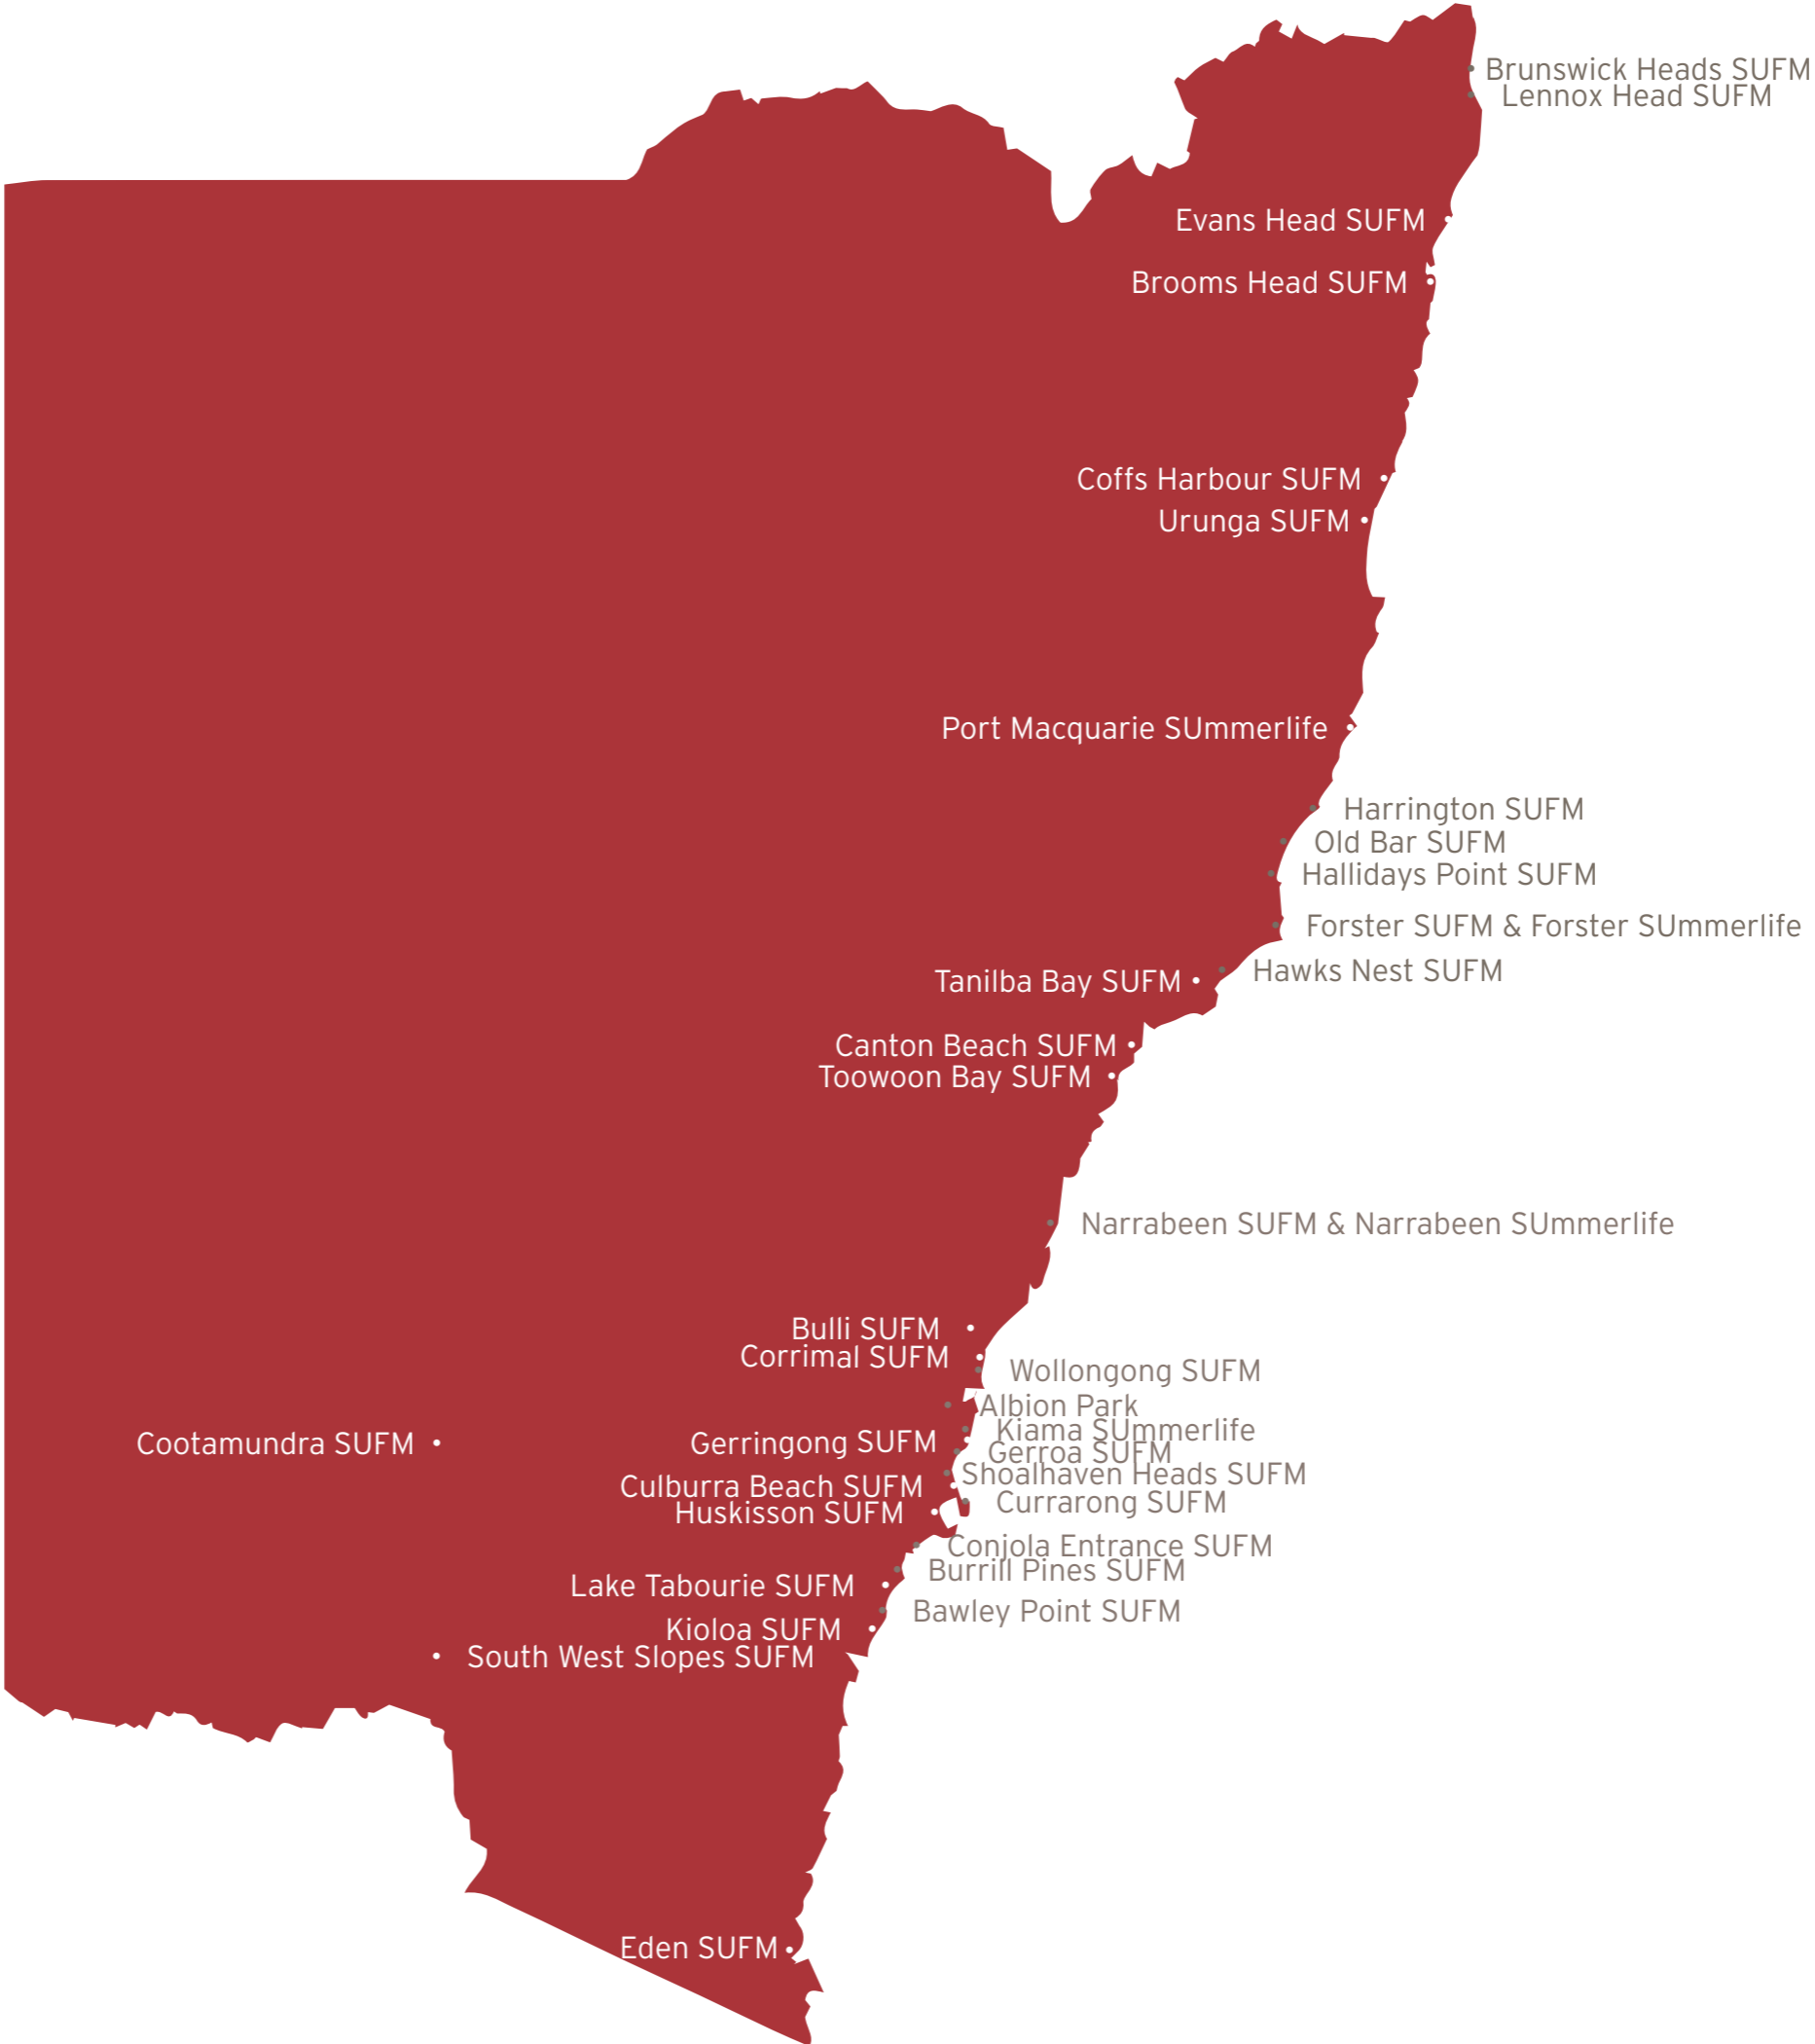 Brunswick Heads SUFM
Lennox Head SUFM
Evans Head SUFM
Brooms Head SUFM
Coffs Harbour SUFM
Urunga SUFM
Port Macquarie SUmmerlife
Harrington SUFM
Old Bar SUFM
Hallidays Point SUFM
Forster SUFM & Forster SUmmerlife
Hawks Nest SUFM
Tanilba Bay SUFM
Canton Beach SUFM
Toowoon Bay SUFM
Narrabeen SUFM & Narrabeen SUmmerlife
Bulli SUFM
Corrimal SUFM
Wollongong SUFM
Albion Park
Kiama SUmmerlife
Cootamundra SUFM
Gerringong SUFM
Gerroa SUFM
Shoalhaven Heads SUFM
Culburra Beach SUFM
Currarong SUFM
Huskisson SUFM
Conjola Entrance SUFM
Burrill Pines SUFM
Lake Tabourie SUFM
Bawley Point SUFM
Kioloa SUFM
South West Slopes SUFM
Eden SUFM